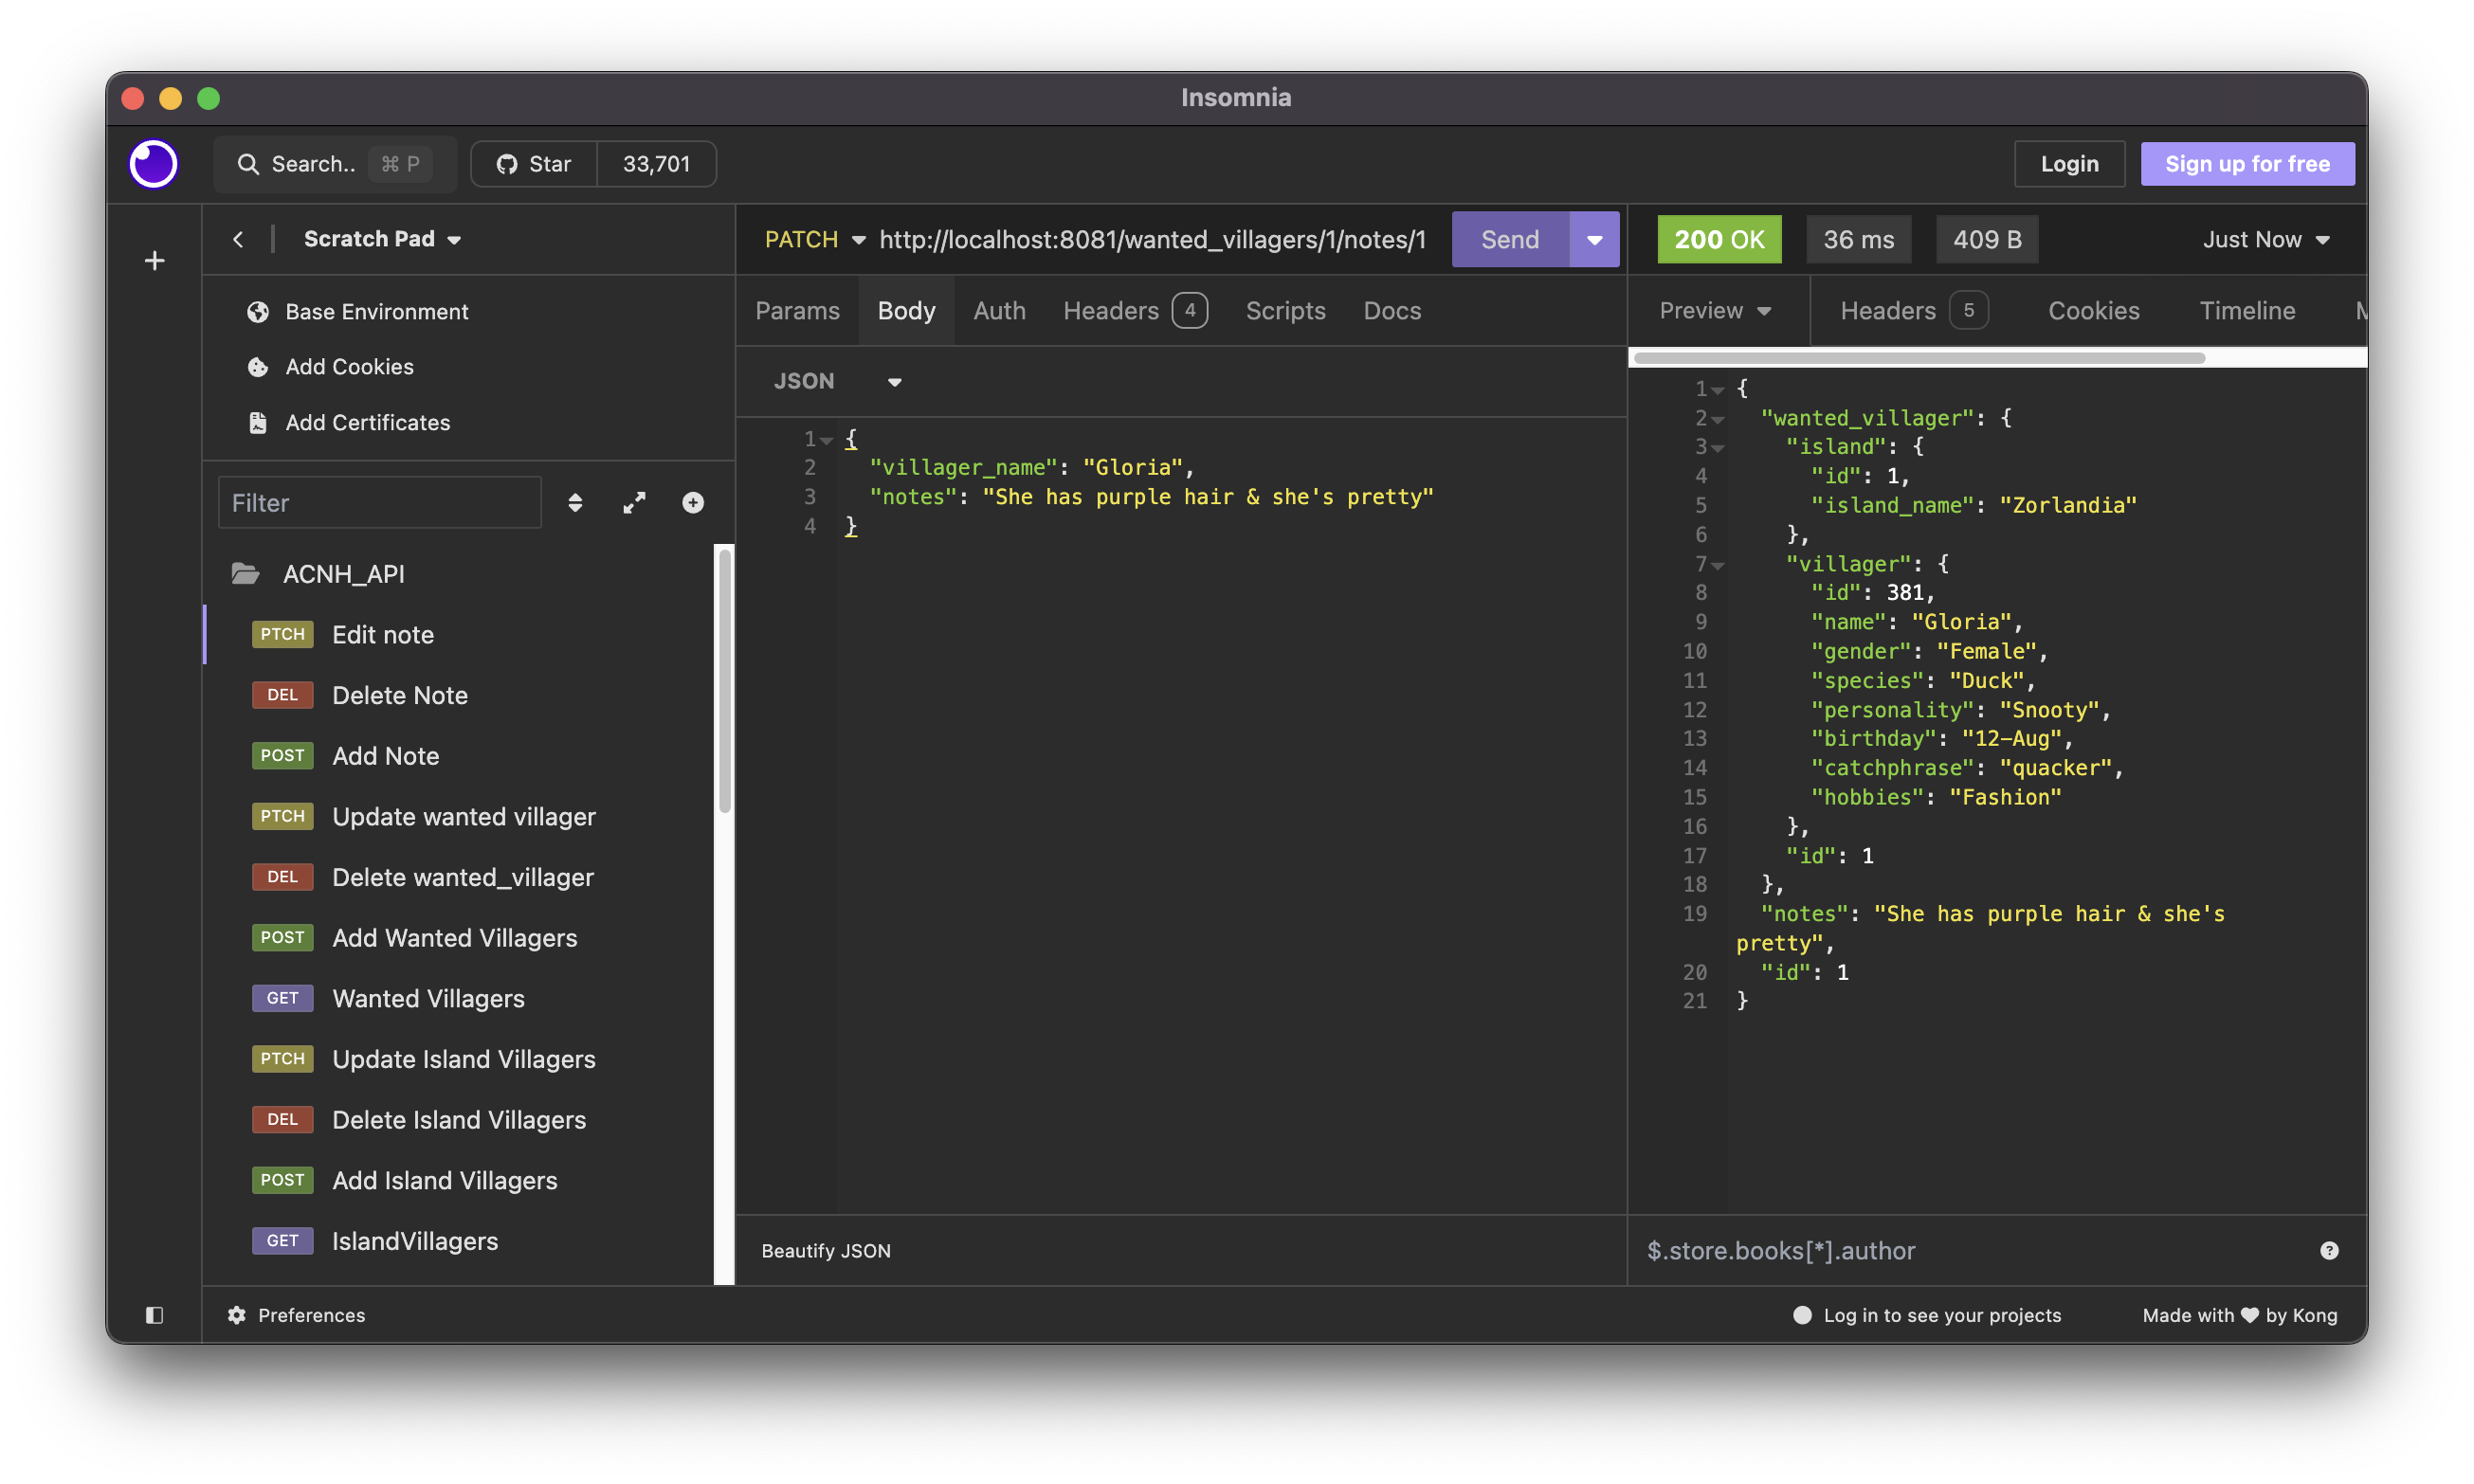 Insomnia
Search.. ⌘ P
Star 33,701
Login
Sign up for free
Scratch Pad
Base Environment
Add Cookies
Add Certificates
Filter
ACNH_API
PTCH Edit note
DEL Delete Note
POST Add Note
PTCH Update wanted villager
DEL Delete wanted_villager
POST Add Wanted Villagers
GET Wanted Villagers
PTCH Update Island Villagers
DEL Delete Island Villagers
POST Add Island Villagers
GET IslandVillagers
PATCH http://localhost:8081/wanted_villagers/1/notes/1 Send
Params Body Auth Headers 4 Scripts Docs
JSON
1 {
2 "villager_name": "Gloria",
3 "notes": "She has purple hair & she's pretty"
4 }
Beautify JSON
200 OK 36 ms 409 B Just Now
Preview Headers 5 Cookies Timeline
1 {
2 "wanted_villager": {
3 "island": {
4 "id": 1,
5 "island_name": "Zorlandia"
6 },
7 "villager": {
8 "id": 381,
9 "name": "Gloria",
10 "gender": "Female",
11 "species": "Duck",
12 "personality": "Snooty",
13 "birthday": "12-Aug",
14 "catchphrase": "quacker",
15 "hobbies": "Fashion"
16 },
17 "id": 1
18 },
19 "notes": "She has purple hair & she's
pretty",
20 "id": 1
21 }
$.store.books[*].author
Preferences
Log in to see your projects
Made with ♥ by Kong